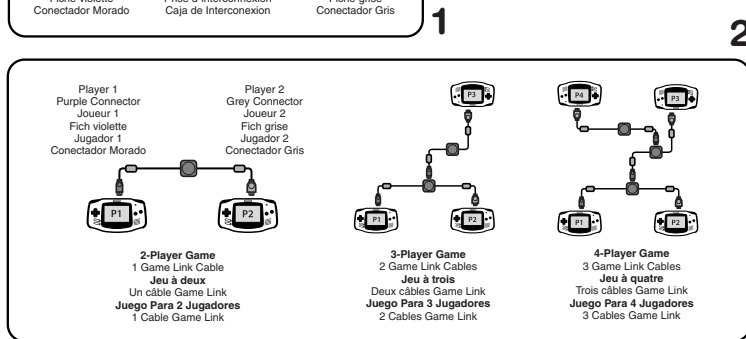 Conectador Morado
Caja de Interconexion
Conectador Gris
1
2
Player 1
Purple Connector
Joueur 1
Fich violette
Jugador 1
Conectador Morado
Player 2
Grey Connector
Joueur 2
Fich grise
Jugador 2
Conectador Gris
P1
P2
2-Player Game
1 Game Link Cable
Jeu à deux
Un câble Game Link
Juego Para 2 Jugadores
1 Cable Game Link
P3
P1
P2
3-Player Game
2 Game Link Cables
Jeu à trois
Deux câbles Game Link
Juego Para 3 Jugadores
2 Cables Game Link
P4
P3
P1
P2
4-Player Game
3 Game Link Cables
Jeu à quatre
Trois câbles Game Link
Juego Para 4 Jugadores
3 Cables Game Link